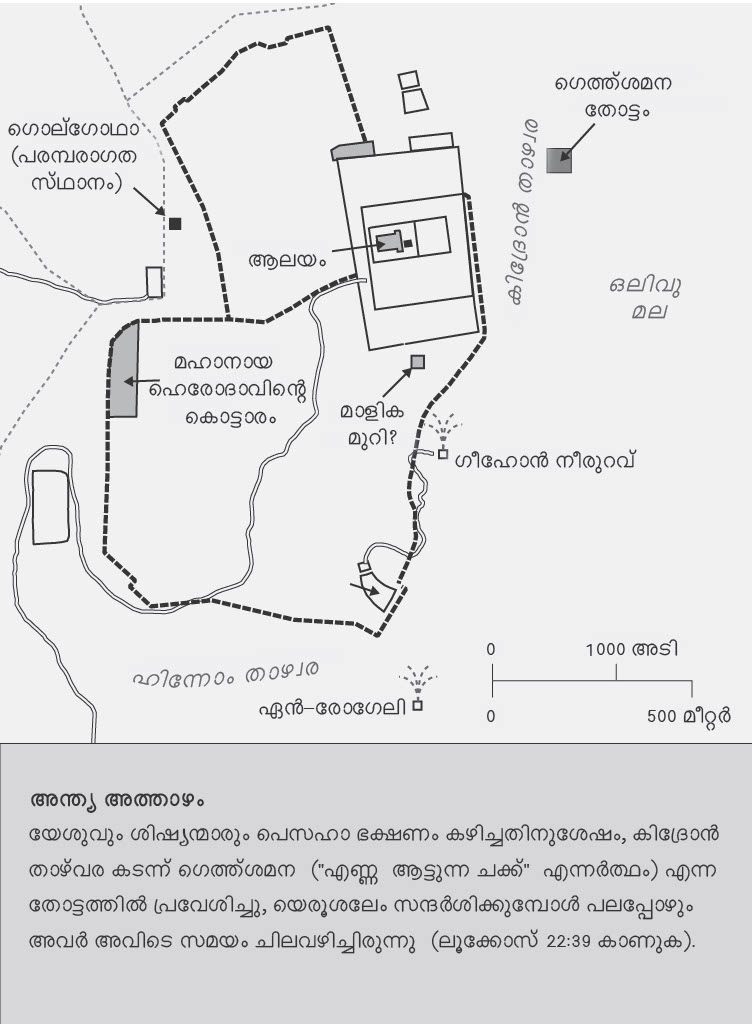 ഗെത്ത്ശമന
തോട്ടം
ഗൊല്ഗോഥാ
(പരമ്പരാഗത
സ്ഥാനം)
കിദ്രോൻ താഴ്വര
ആലയം
ഒലിവു
മല
മഹാനായ
ഹെരോദാവിന്റെ
കൊട്ടാരം
മാളിക
മുറി?
ഗീഹോൻ നീരുറവ്
0
1000 അടി
ഹിന്നോം താഴ്വര
ഏൻ–രോഗേലി
0
500 മീറ്റർ
അന്ത്യ അത്താഴം
യേശുവും ശിഷ്യന്മാരും പെസഹാ ഭക്ഷണം കഴിച്ചതിനുശേഷം, കിദ്രോൻ
താഴ്‌വര കടന്ന് ഗെത്ത്ശമന ("എണ്ണ ആട്ടുന്ന ചക്ക്" എന്നർത്ഥം) എന്ന
തോട്ടത്തിൽ പ്രവേശിച്ചു, യെരൂശലേം സന്ദർശിക്കുമ്പോൾ പലപ്പോഴും
അവർ അവിടെ സമയം ചിലവഴിച്ചിരുന്നു (ലൂക്കോസ് 22:39 കാണുക).